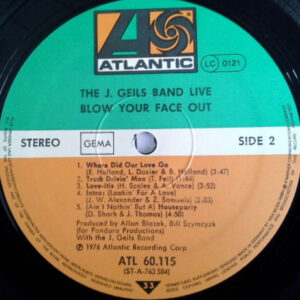 ATLANTIC
LC 0121
THE J. GEILS BAND LIVE
BLOW YOUR FACE OUT
STEREO
GEMA
1
SIDE 2
1. Where Did Our Love Go
(E. Holland, L. Dozier & B. Holland) (3:47)
2. Truck Drivin' Man (T. Fell) (1:44)
3. Love-itis (H. Scales & A. Vance) (3:52)
4. Intro: (Lookin' For A Love
(J. W. Alexander & Z. Samuels) (2:03)
5. (Ain't Nothin' But A) Houseparty
(D. Sharh & J. Thomas) (4:50)
Produced by Allan Blazek, Bill Szymczyk
(for Pandora Productions)
With the J. Geils Band
℗ 1976 Atlantic Recording Corp
ATL 60.115
(ST-A-763 584)
33